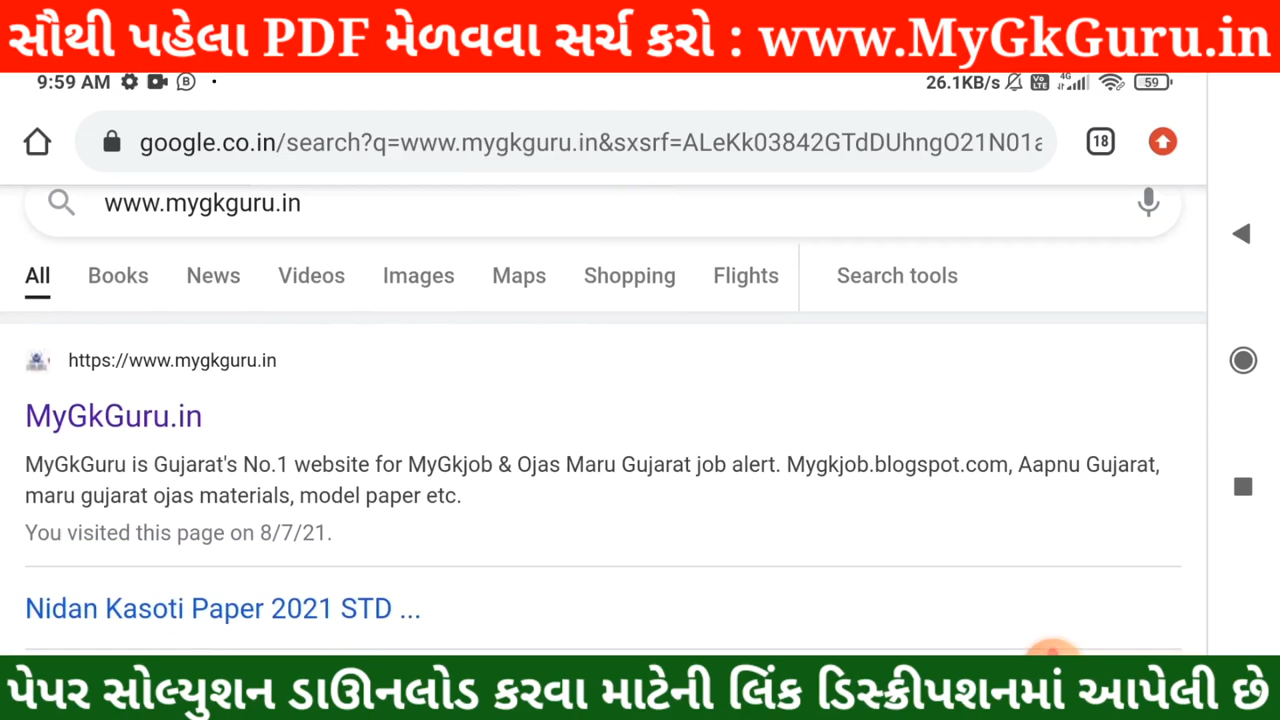 સૌથી પહેલા PDF મેળવવા સર્ચ કરો : www.MyGkGuru.in
9:59 AM 26.1KB/s Vo LTE 4G 59
google.co.in/search?q=www.mygkguru.in&sxsrf=ALeKk03842GTdDUhngO21N01a 18
www.mygkguru.in
All Books News Videos Images Maps Shopping Flights Search tools
https://www.mygkguru.in
MyGkGuru.in
MyGkGuru is Gujarat's No.1 website for MyGkjob & Ojas Maru Gujarat job alert. Mygkjob.blogspot.com, Aapnu Gujarat,
maru gujarat ojas materials, model paper etc.
You visited this page on 8/7/21.
Nidan Kasoti Paper 2021 STD ...
પેપર સોલ્યુશન ડાઊનલોડ કરવા માટેની લિંક ડિસ્ક્રીપશનમાં આપેલી છે